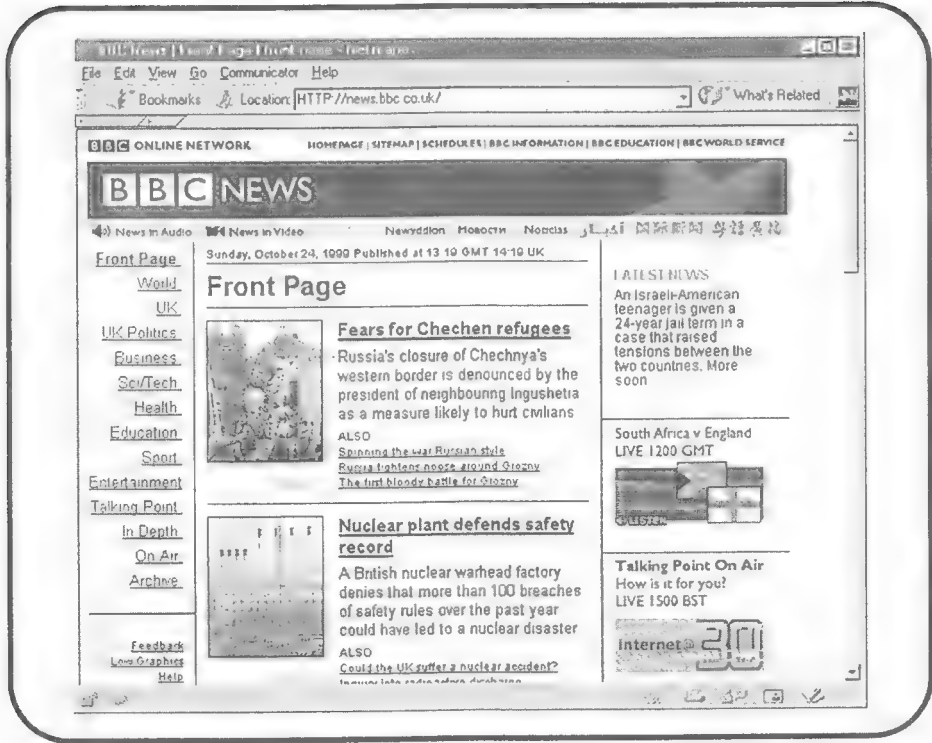 File Edit View Go Communicator Help
Bookmarks Location: HTTP://news.bbc.co.uk/ What's Related
BBC ONLINE NETWORK HOMEPAGE | SITEMAP | SCHEDULES | BBC INFORMATION | BBC EDUCATION | BBC WORLD SERVICE
BBC NEWS
News in Audio News in Video Newyddion Новости Noticias
Sunday, October 24, 1999 Published at 13:19 GMT 14:19 UK
Front Page
World
UK
UK Politics
Business
Sci/Tech
Health
Education
Sport
Entertainment
Talking Point
In Depth
On Air
Archive
Feedback
Low Graphics
Help
Front Page
Fears for Chechen refugees
Russia's closure of Chechnya's
western border is denounced by the
president of neighbouring Ingushetia
as a measure likely to hurt civilians
ALSO
Spinning the war Russian style
Russia tightens noose around Grozny
The first bloody battle for Grozny
Nuclear plant defends safety
record
A British nuclear warhead factory
denies that more than 100 breaches
of safety rules over the past year
could have led to a nuclear disaster
ALSO
Could the UK suffer a nuclear accident?
LATEST NEWS
An Israeli-American
teenager is given a
24-year jail term in a
case that raised
tensions between the
two countries. More
soon
South Africa v England
LIVE 1200 GMT
LISTEN
Talking Point On Air
How is it for you?
LIVE 1500 BST
Internet@30